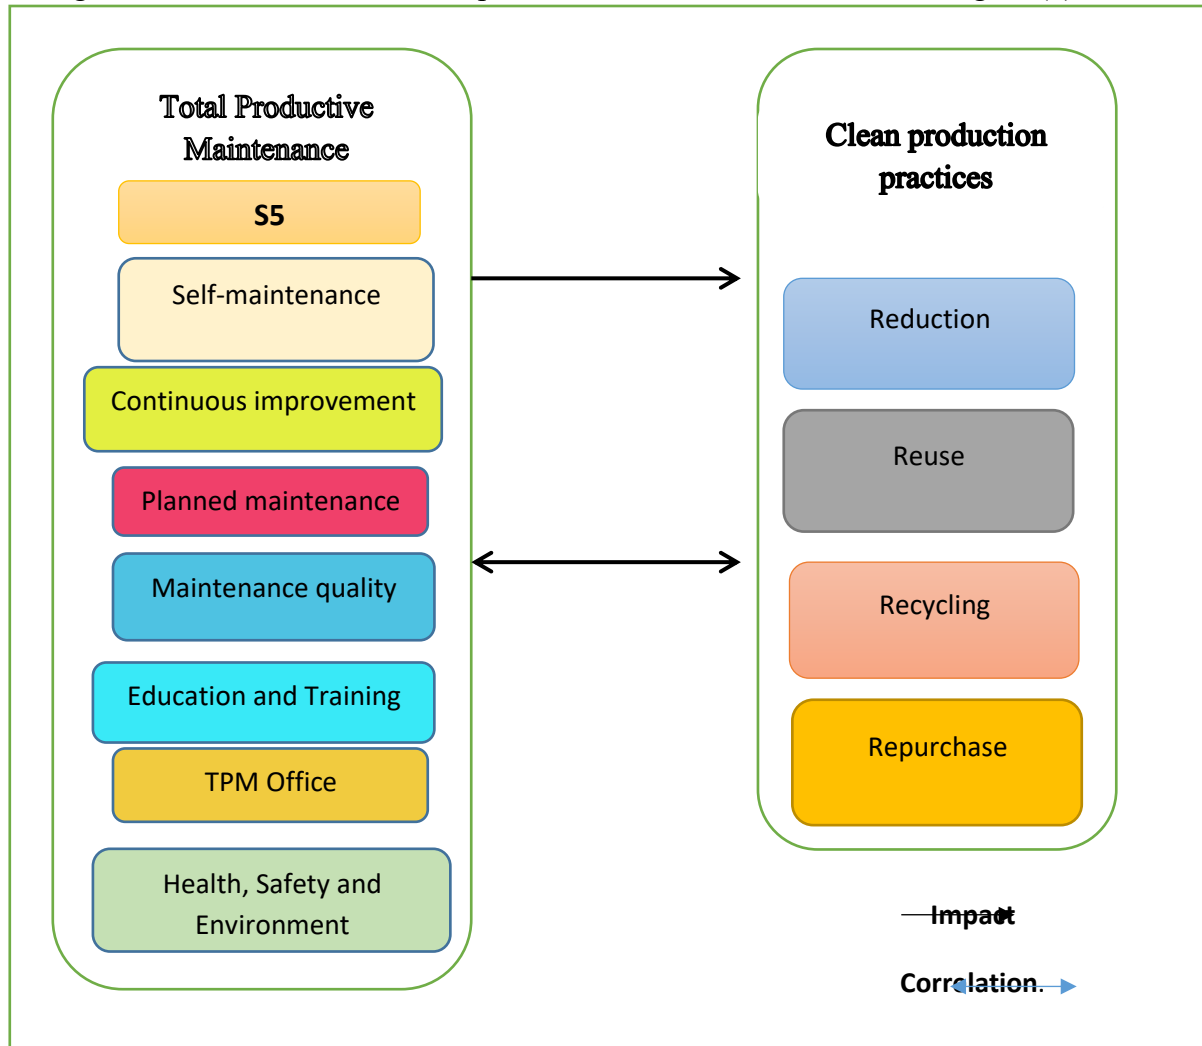 Total Productive
Maintenance
S5
Self-maintenance
Continuous improvement
Planned maintenance
Maintenance quality
Education and Training
TPM Office
Health, Safety and
Environment
Clean production
practices
Reduction
Reuse
Recycling
Repurchase
Impact
Correlation.